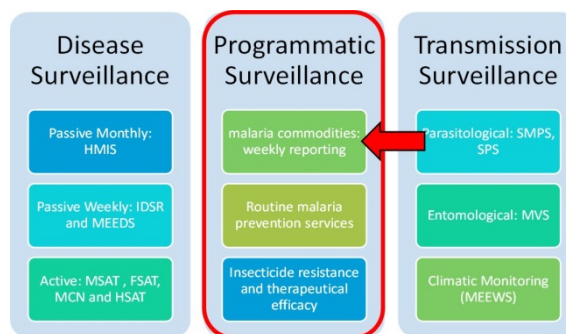 Disease
Surveillance
Passive Monthly:
HMIS
Passive Weekly: IDSR
and MEEDS
Active: MSAT , FSAT,
MCN and HSAT
Programmatic
Surveillance
malaria commodities:
weekly reporting
Routine malaria
prevention services
Insecticide resistance
and therapeutical
efficacy
Transmission
Surveillance
Parasitological: SMPS,
SPS
Entomological: MVS
Climatic Monitoring
(MEEWS)